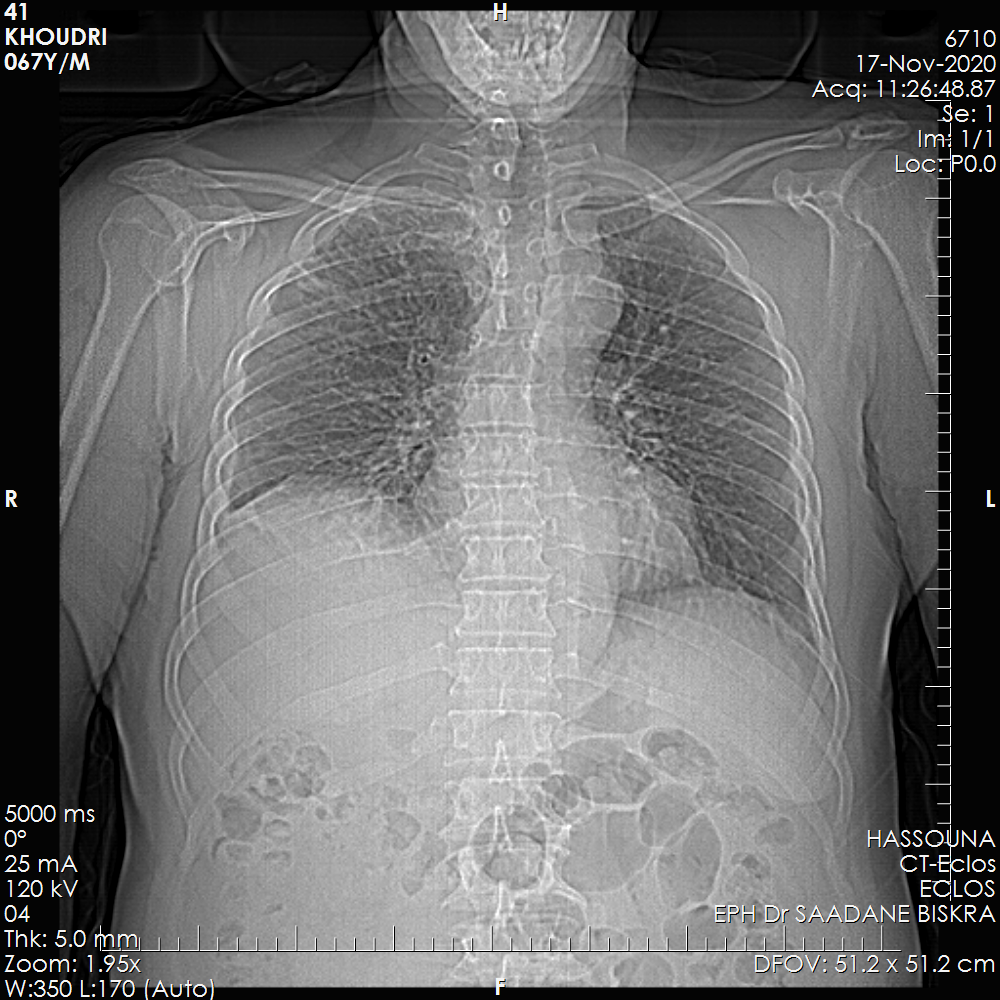 41
KHOUDRI
067Y/M
H
6710
17-Nov-2020
Acq: 11:26:48.87
Se: 1
Im: 1/1
Loc: P0.0
R
L
5000 ms
0°
25 mA
120 kV
04
Thk: 5.0 mm
Zoom: 1.95x
W:350 L:170 (Auto)
HASSOUNA
CT-Eclos
ECLOS
EPH Dr SAADANE BISKRA
DFOV: 51.2 x 51.2 cm
F